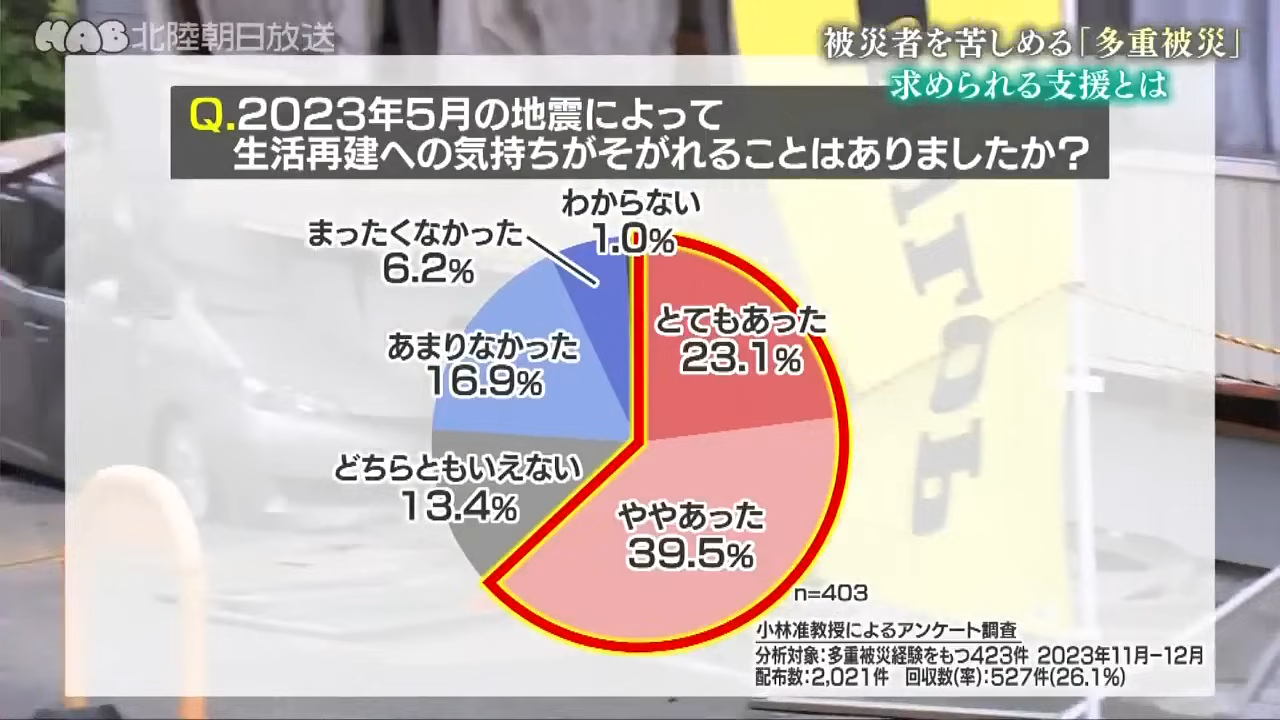 HAB北陸朝日放送
被災者を苦しめる「多重被災」
求められる支援とは
Q.2023年5月の地震によって
生活再建への気持ちがそがれることはありましたか?
わからない
1.0%
まったくなかった
6.2%
とてもあった
23.1%
あまりなかった
16.9%
どちらともいえない
13.4%
ややあった
39.5%
n=403
小林准教授によるアンケート調査
分析対象:多重被災経験をもつ423件 2023年11月-12月
配布数:2,021件 回収数(率):527件(26.1%)